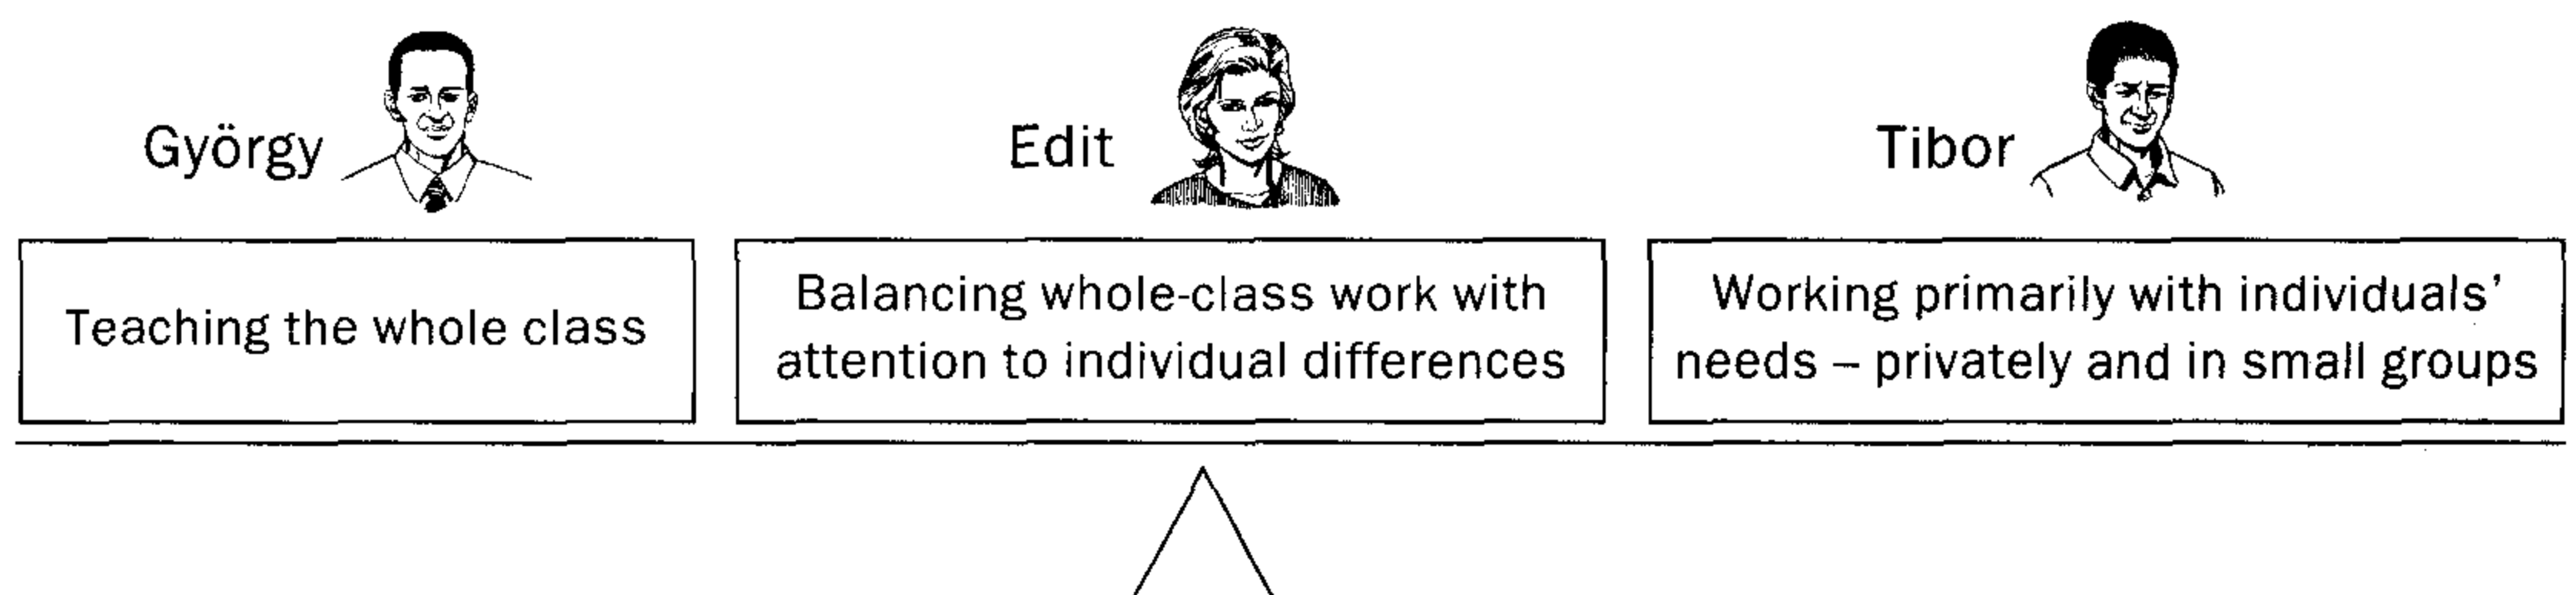 György
Edit
Tibor
Teaching the whole class
Balancing whole-class work with
attention to individual differences
Working primarily with individuals'
needs – privately and in small groups